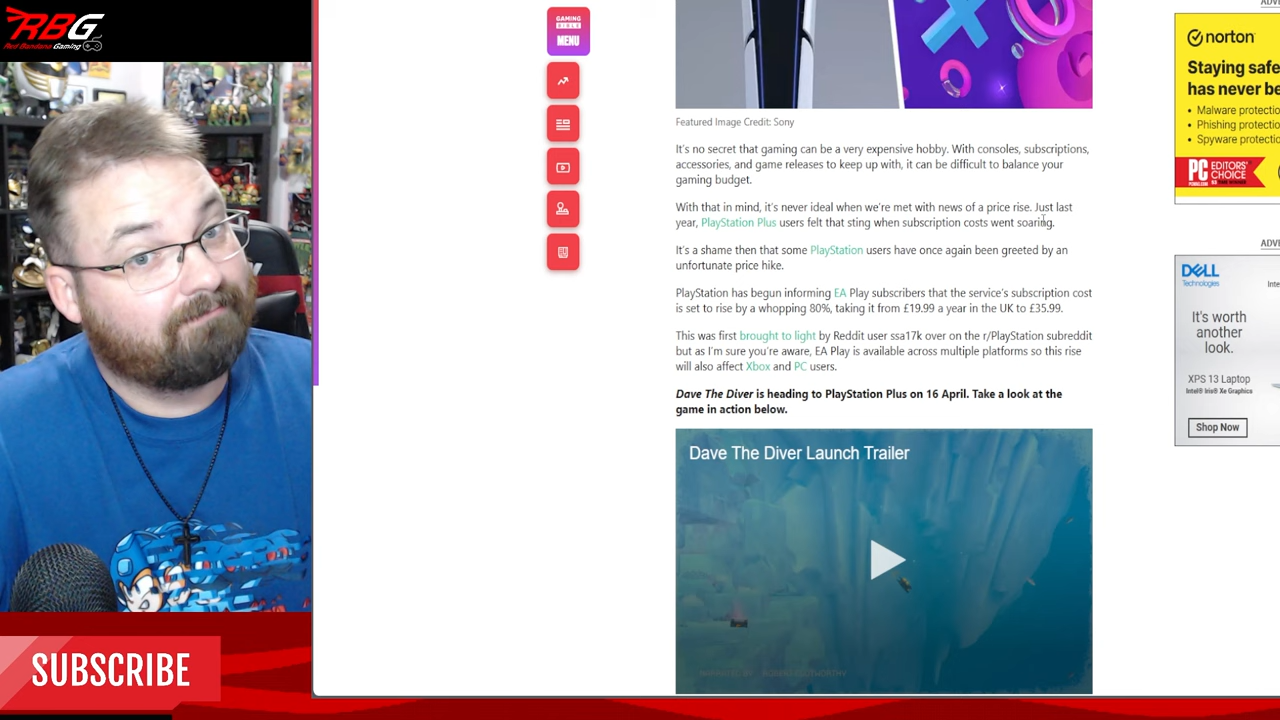 RBG
Red Bandana Gaming
GAMING
BIBLE
MENU
Featured Image Credit: Sony
It's no secret that gaming can be a very expensive hobby. With consoles, subscriptions,
accessories, and game releases to keep up with, it can be difficult to balance your
gaming budget.
With that in mind, it's never ideal when we're met with news of a price rise. Just last
year, PlayStation Plus users felt that sting when subscription costs went soaring.
It's a shame then that some PlayStation users have once again been greeted by an
unfortunate price hike.
PlayStation has begun informing EA Play subscribers that the service's subscription cost
is set to rise by a whopping 80%, taking it from £19.99 a year in the UK to £35.99.
This was first brought to light by Reddit user ssa17k over on the r/PlayStation subreddit
but as I'm sure you're aware, EA Play is available across multiple platforms so this rise
will also affect Xbox and PC users.
Dave The Diver is heading to PlayStation Plus on 16 April. Take a look at the
game in action below.
Dave The Diver Launch Trailer
norton
Staying safe
has never be
• Malware protectio
• Phishing protectio
• Spyware protectio
PC
EDITORS'
CHOICE
DELL
Technologies
It's worth
another
look.
XPS 13 Laptop
Intel® Iris® Xe Graphics
Shop Now
SUBSCRIBE